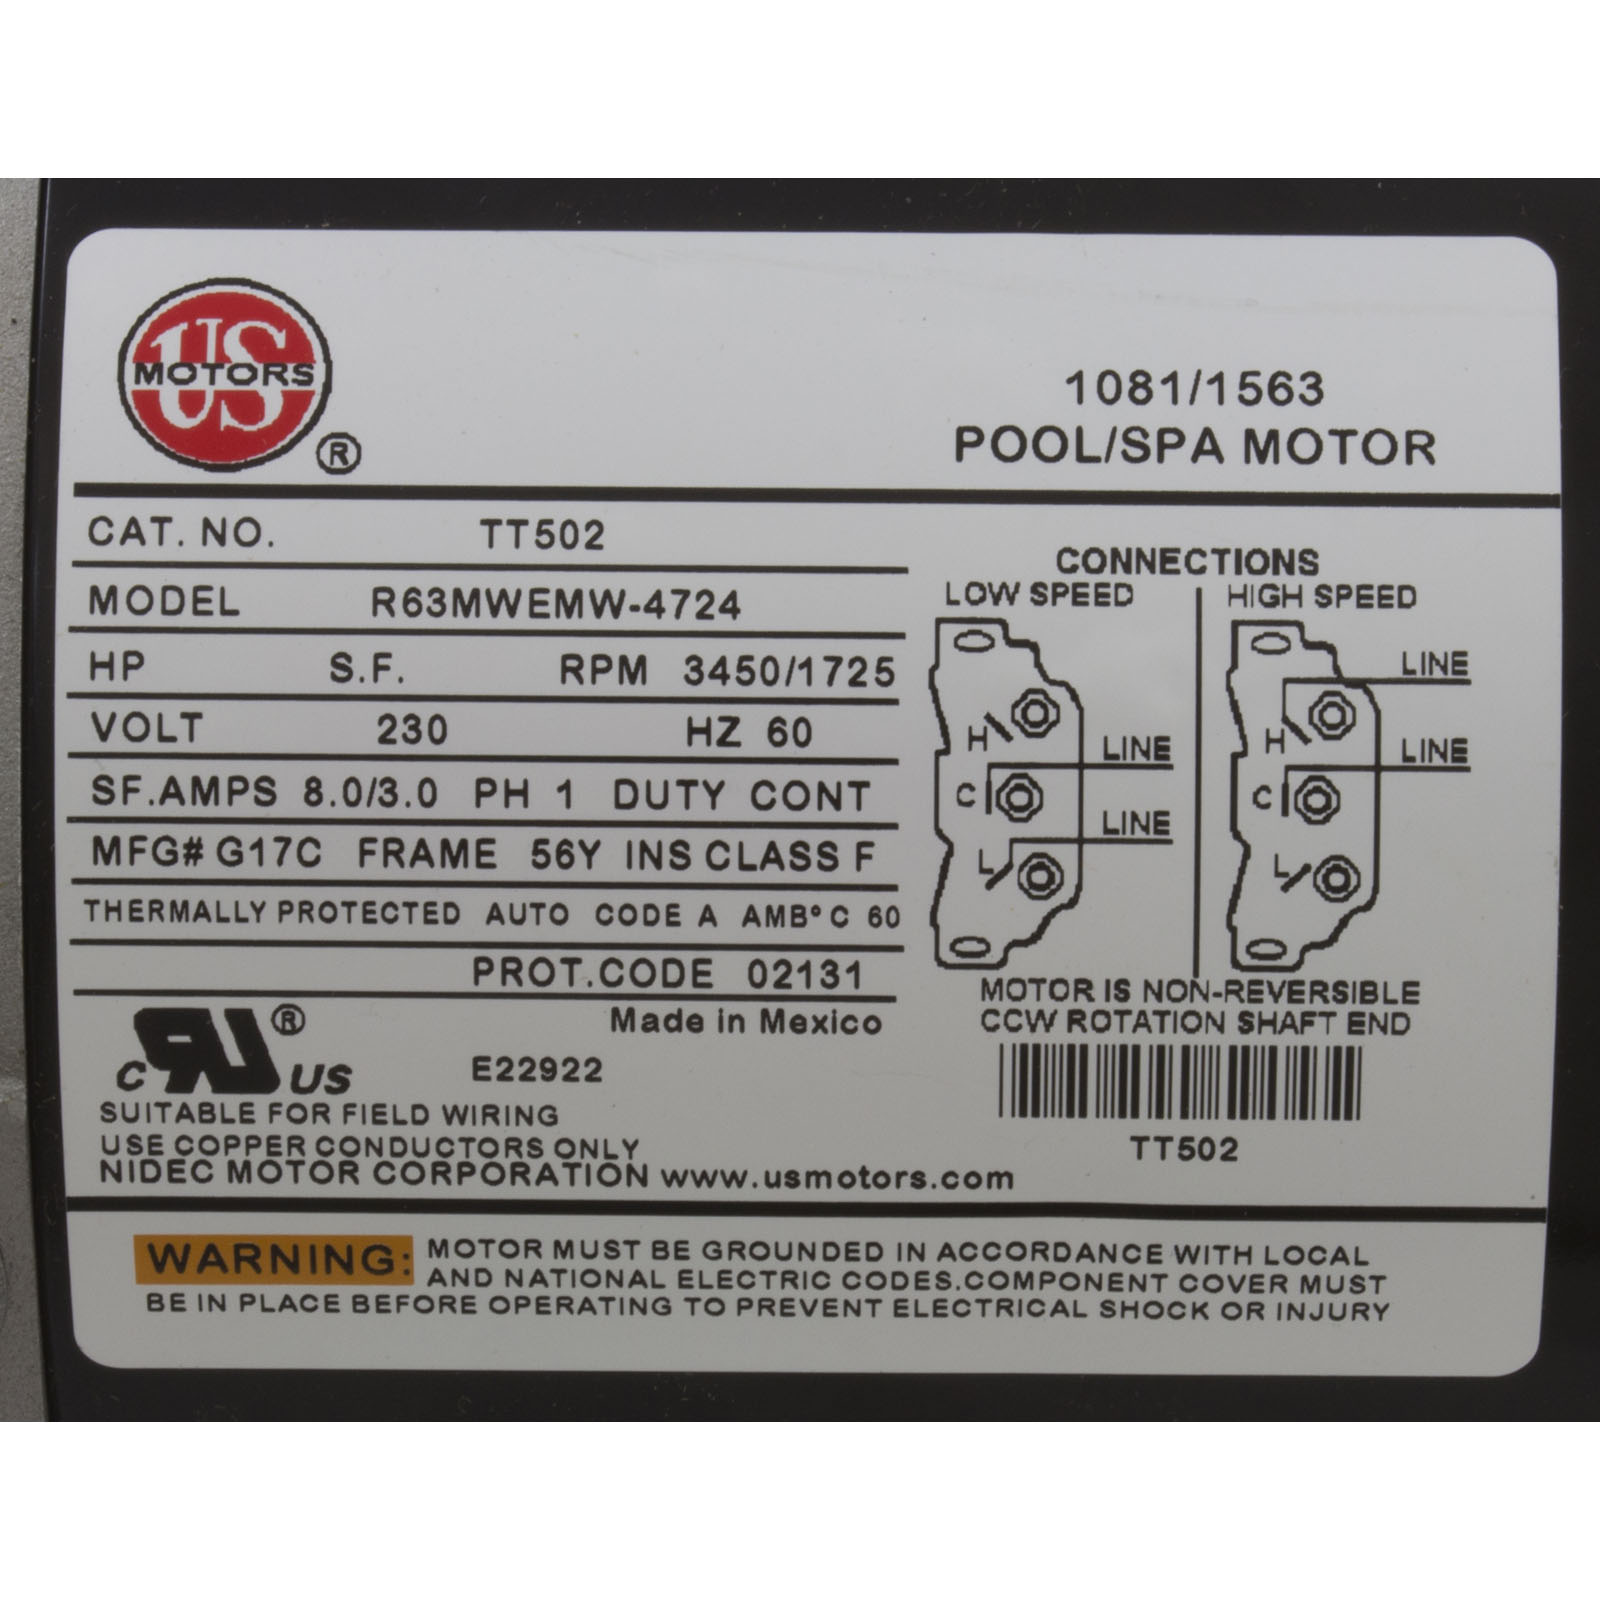 US
MOTORS
®
1081/1563
POOL/SPA MOTOR
CAT. NO. TT502
MODEL R63MWEMW-4724
HP S.F. RPM 3450/1725
VOLT 230 HZ 60
SF.AMPS 8.0/3.0 PH 1 DUTY CONT
MFG# G17C FRAME 56Y INS CLASS F
THERMALLY PROTECTED AUTO CODE A AMB° C 60
PROT.CODE 02131
Made in Mexico
c RU ® US E22922
SUITABLE FOR FIELD WIRING
USE COPPER CONDUCTORS ONLY
NIDEC MOTOR CORPORATION www.usmotors.com
CONNECTIONS
LOW SPEED
H
LINE
C
LINE
L
HIGH SPEED
LINE
H
LINE
C
L
MOTOR IS NON-REVERSIBLE
CCW ROTATION SHAFT END
TT502
WARNING: MOTOR MUST BE GROUNDED IN ACCORDANCE WITH LOCAL
AND NATIONAL ELECTRIC CODES.COMPONENT COVER MUST
BE IN PLACE BEFORE OPERATING TO PREVENT ELECTRICAL SHOCK OR INJURY